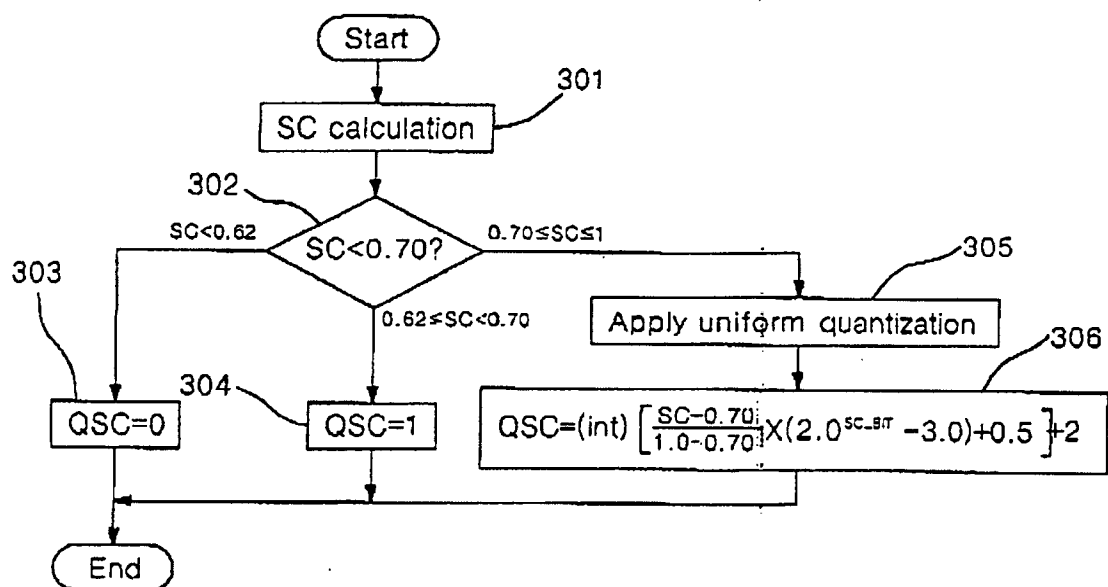 Start
301
SC calculation
302
SC<0.62
SC<0.70?
0.70≤SC≤1
303
305
0.62≤SC<0.70
Apply uniform quantization
306
304
QSC=0
QSC=1
QSC=(int) [SC-0.70/1.0-0.70 X(2.0^SC_BIT -3.0)+0.5]+2
End